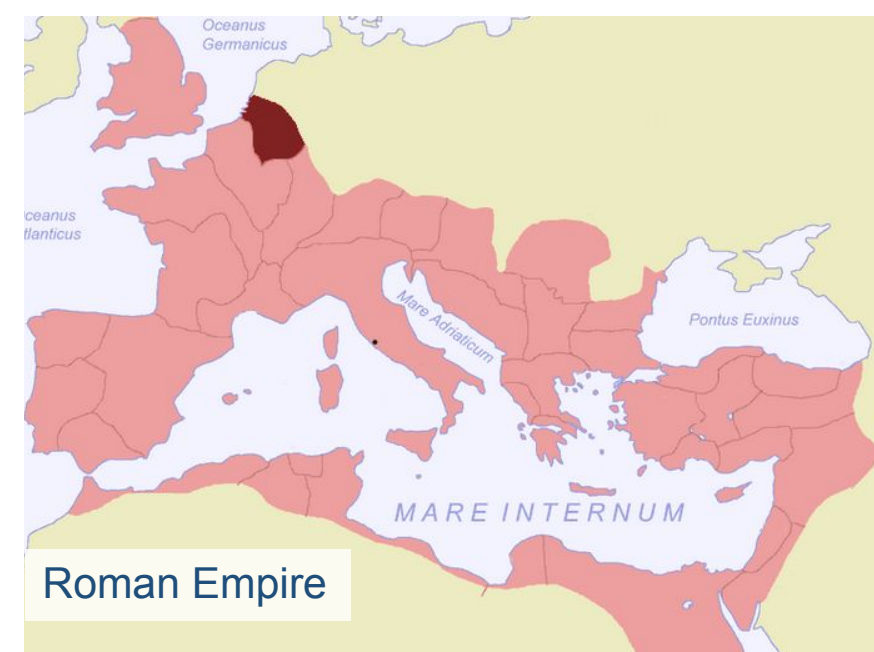 Oceanus
Germanicus
ceanus
tlanticus
Mare Adriaticum
Pontus Euxinus
MARE INTERNUM
Roman Empire